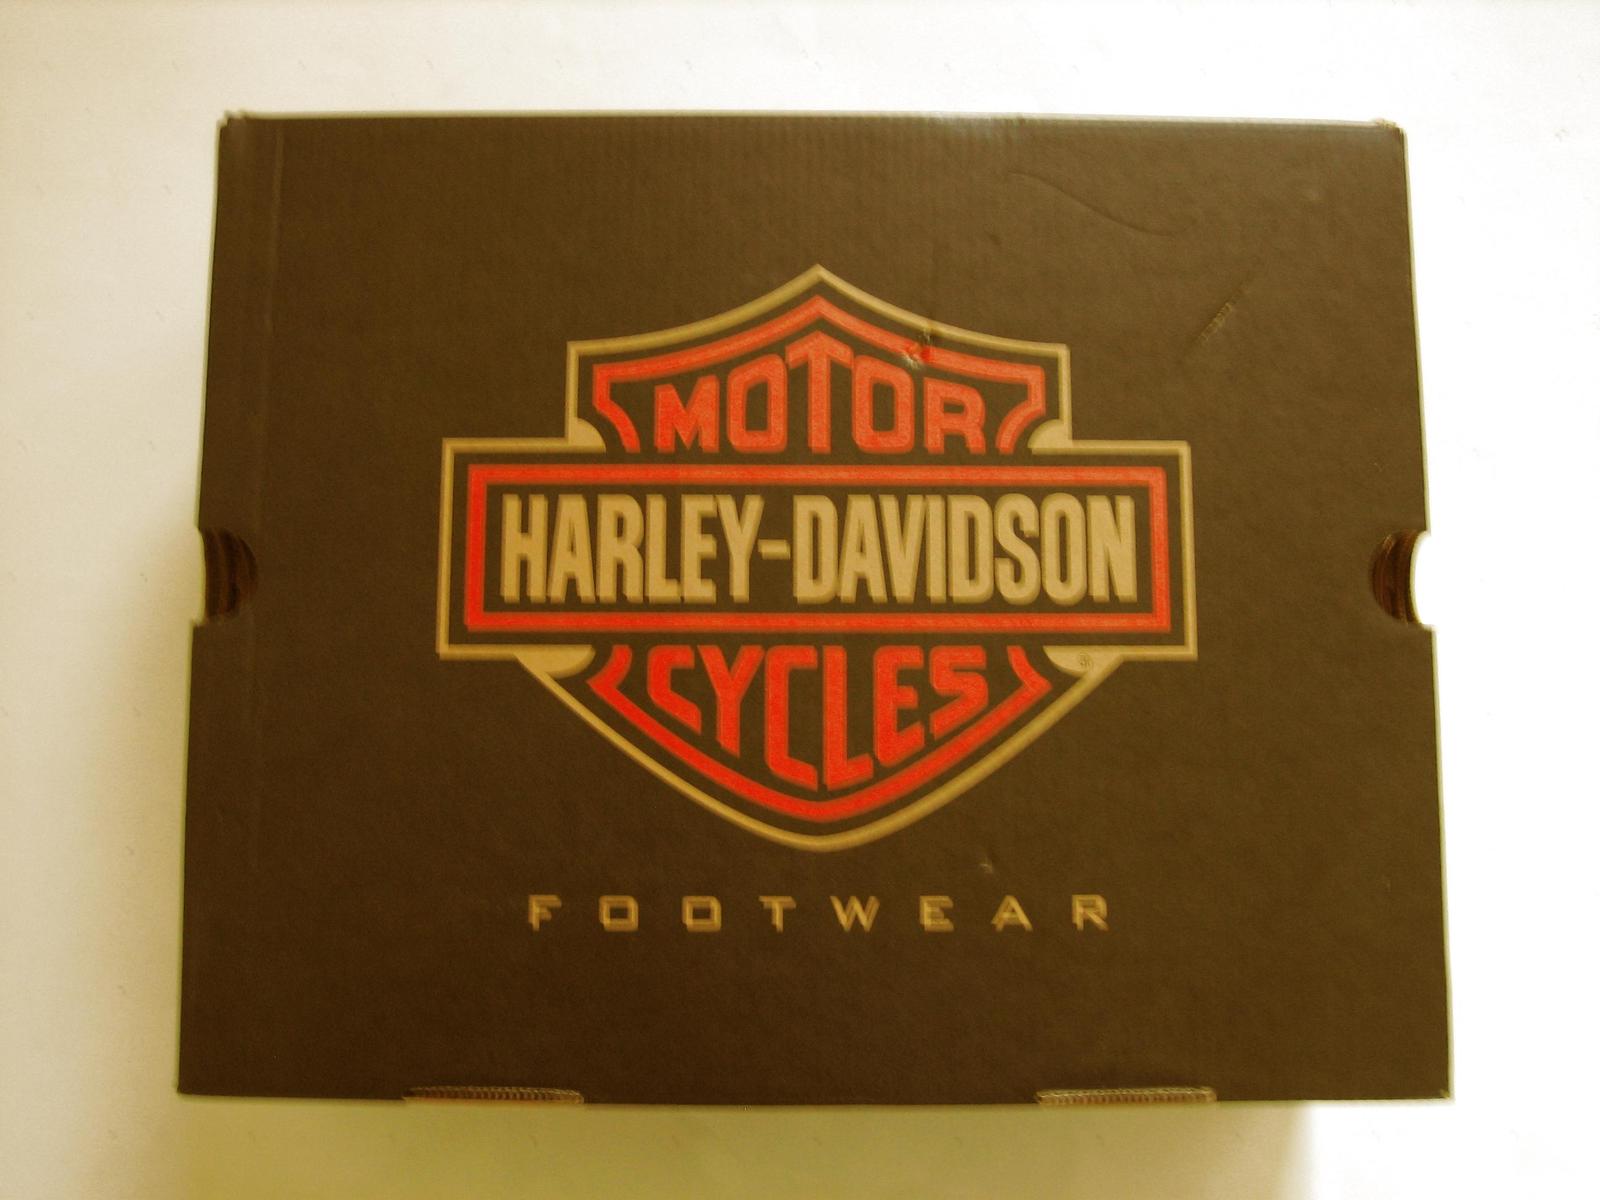 MOTOR
HARLEY-DAVIDSON
CYCLES
®
FOOTWEAR